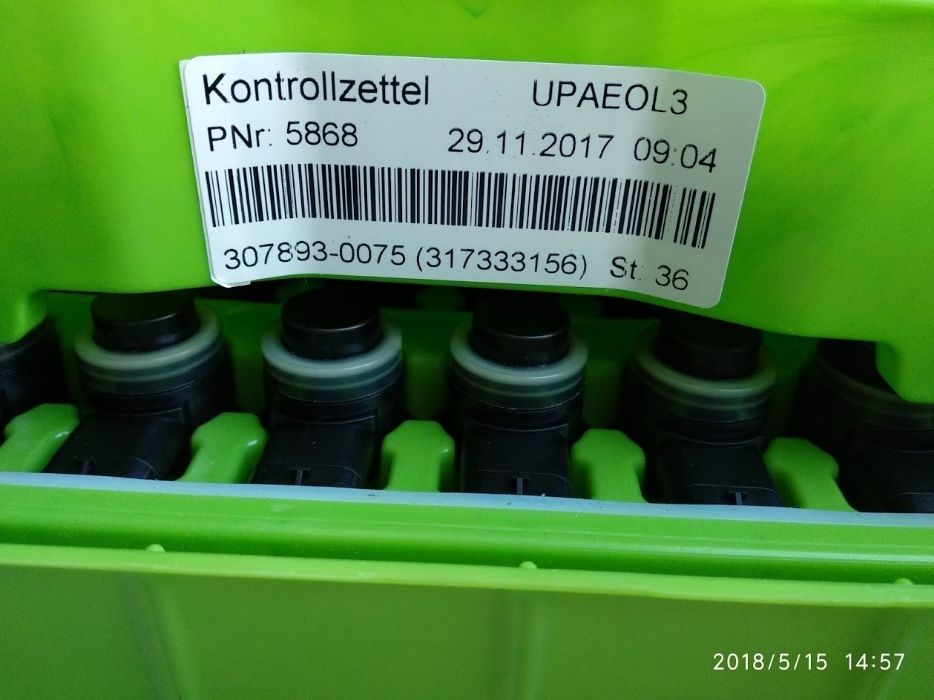 Kontrollzettel UPAEOL3
PNr: 5868 29.11.2017 09:04
307893-0075 (317333156) St: 36
2018/5/15 14:57